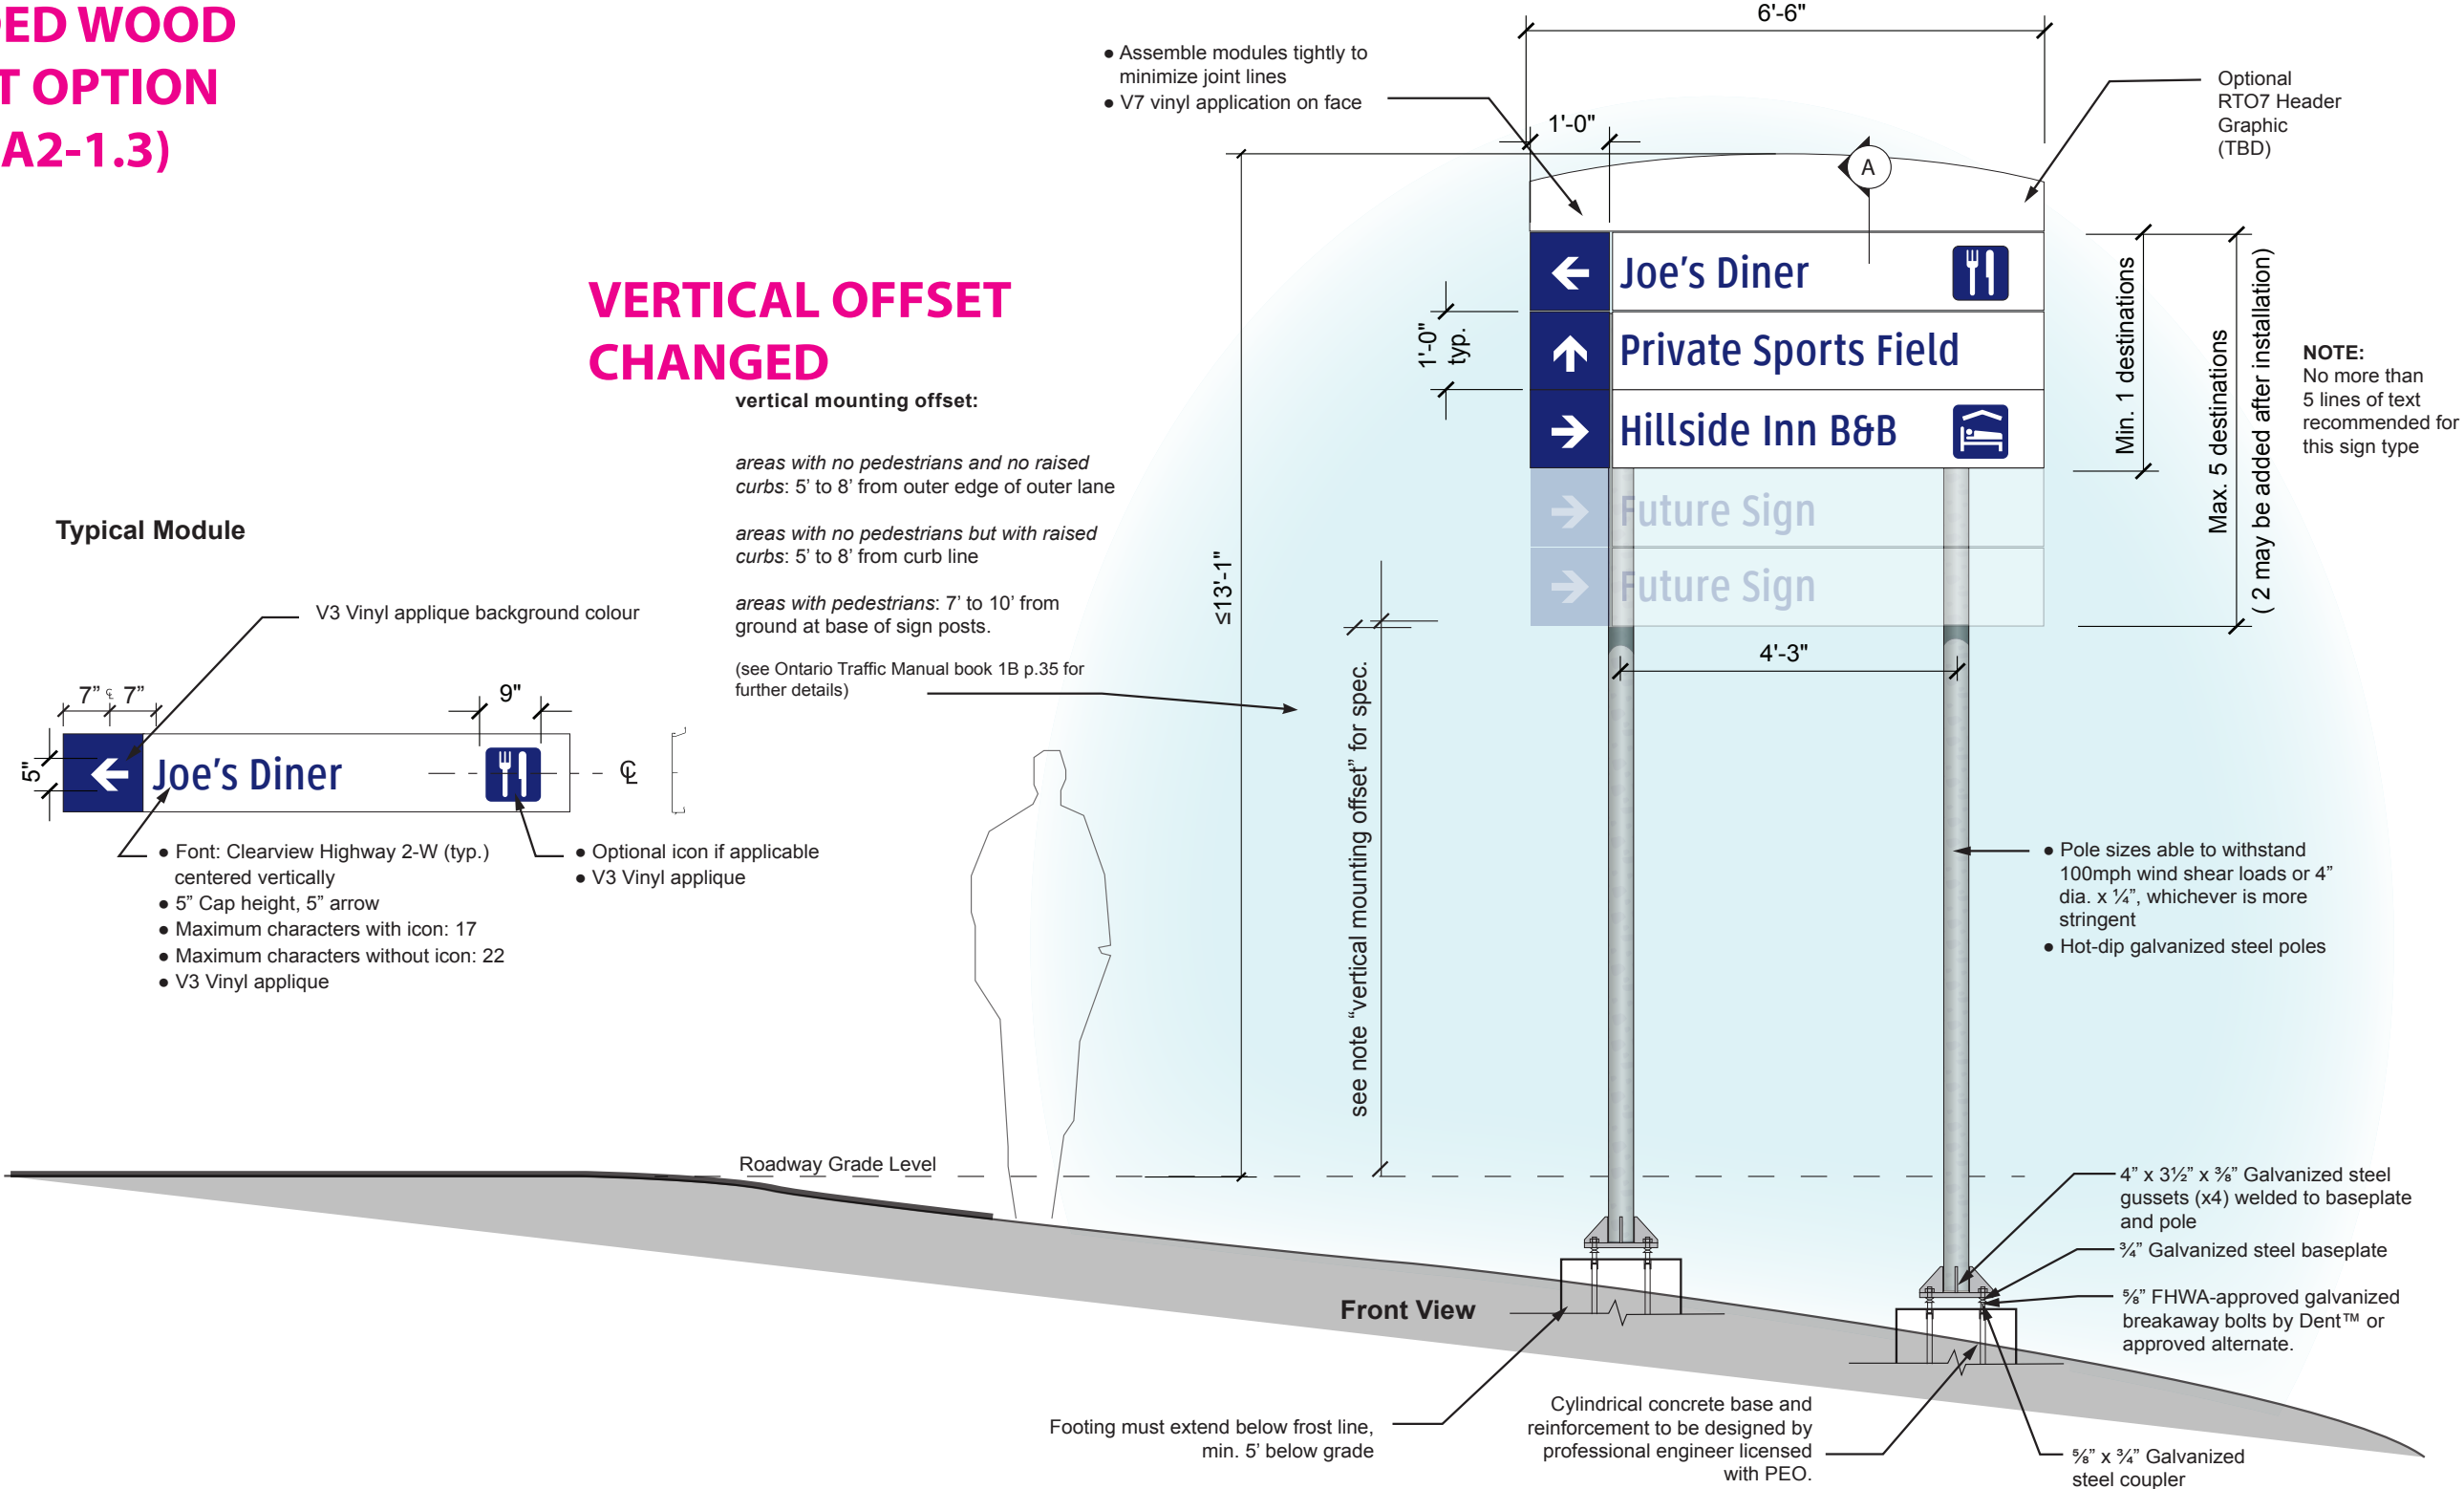 DED WOOD
T OPTION
A2-1.3)
VERTICAL OFFSET
CHANGED
vertical mounting offset:
areas with no pedestrians and no raised
curbs: 5’ to 8’ from outer edge of outer lane
areas with no pedestrians but with raised
curbs: 5’ to 8’ from curb line
areas with pedestrians: 7’ to 10’ from
ground at base of sign posts.
(see Ontario Traffic Manual book 1B p.35 for
further details)
Typical Module
V3 Vinyl applique background colour
7” ℄ 7”
9"
5"
Joe's Diner
℄
● Font: Clearview Highway 2-W (typ.)
centered vertically
● 5” Cap height, 5” arrow
● Maximum characters with icon: 17
● Maximum characters without icon: 22
● V3 Vinyl applique
● Optional icon if applicable
● V3 Vinyl applique
● Assemble modules tightly to
minimize joint lines
● V7 vinyl application on face
6'-6"
1'-0"
A
Optional
RTO7 Header
Graphic
(TBD)
Joe's Diner
Private Sports Field
Hillside Inn B&B
Future Sign
Future Sign
1'-0"
typ.
≤13'-1"
4'-3"
see note “vertical mounting offset” for spec.
Min. 1 destinations
Max. 5 destinations
( 2 may be added after installation)
NOTE:
No more than
5 lines of text
recommended for
this sign type
● Pole sizes able to withstand
100mph wind shear loads or 4”
dia. x ¼”, whichever is more
stringent
● Hot-dip galvanized steel poles
Roadway Grade Level
4” x 3½” x ⅜” Galvanized steel
gussets (x4) welded to baseplate
and pole
¾” Galvanized steel baseplate
⅝” FHWA-approved galvanized
breakaway bolts by Dent™ or
approved alternate.
Front View
Footing must extend below frost line,
min. 5’ below grade
Cylindrical concrete base and
reinforcement to be designed by
professional engineer licensed
with PEO.
⅝” x ¾” Galvanized
steel coupler